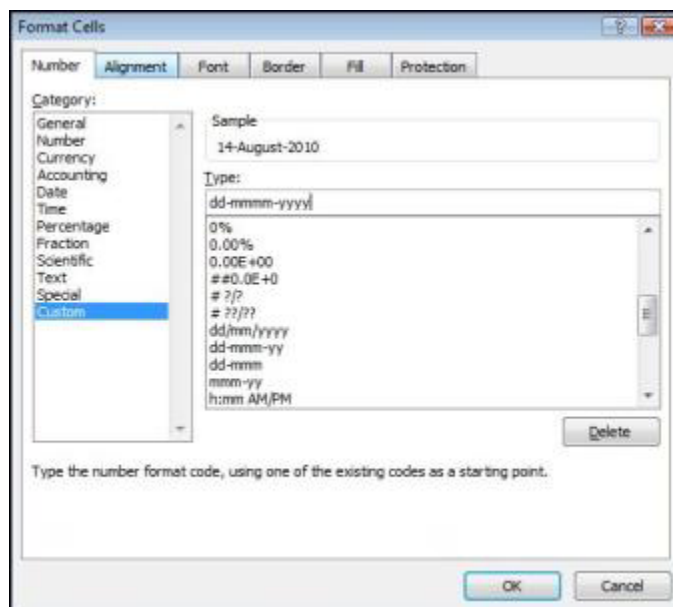 Format Cells
Number Alignment Font Border Fill Protection
Category:
General
Number
Currency
Accounting
Date
Time
Percentage
Fraction
Scientific
Text
Special
Custom
Sample
14-August-2010
Type:
dd-mmmm-yyyy
0%
0.00%
0.00E+00
##0.0E+0
# ?/?
# ??/??
dd/mm/yyyy
dd-mmm-yy
dd-mmm
mmm-yy
h:mm AM/PM
Delete
Type the number format code, using one of the existing codes as a starting point.
OK Cancel